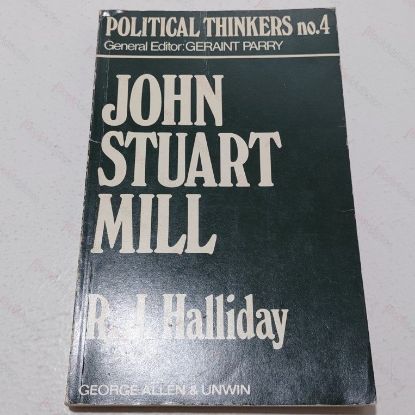 POLITICAL THINKERS no.4
General Editor: GERAINT PARRY
JOHN
STUART
MILL
R. J. Halliday
GEORGE ALLEN & UNWIN